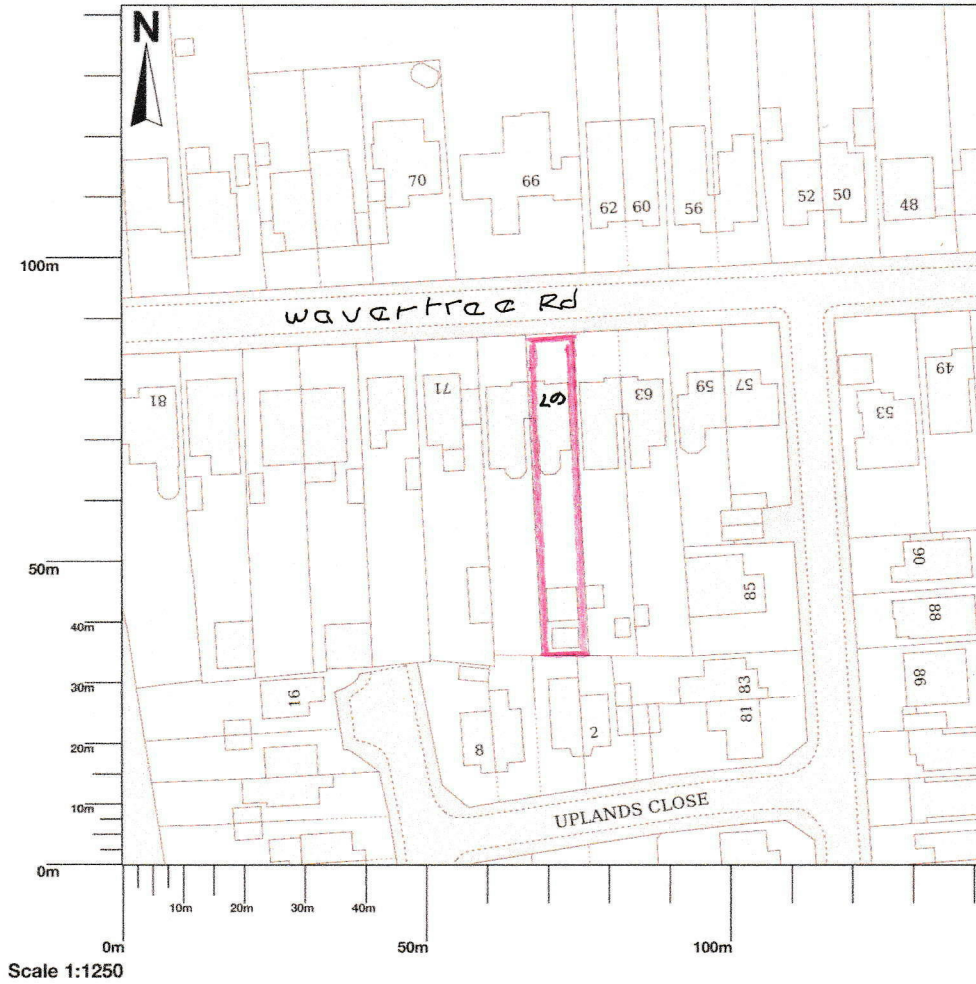 N
70
66
62
60
56
52
50
48
100m
Wavertree Rd
81
71
67
63
59
57
53
49
50m
85
90
88
86
40m
30m
16
83
81
20m
8
2
10m
UPLANDS CLOSE
0m
10m
20m
30m
40m
0m
50m
100m
Scale 1:1250